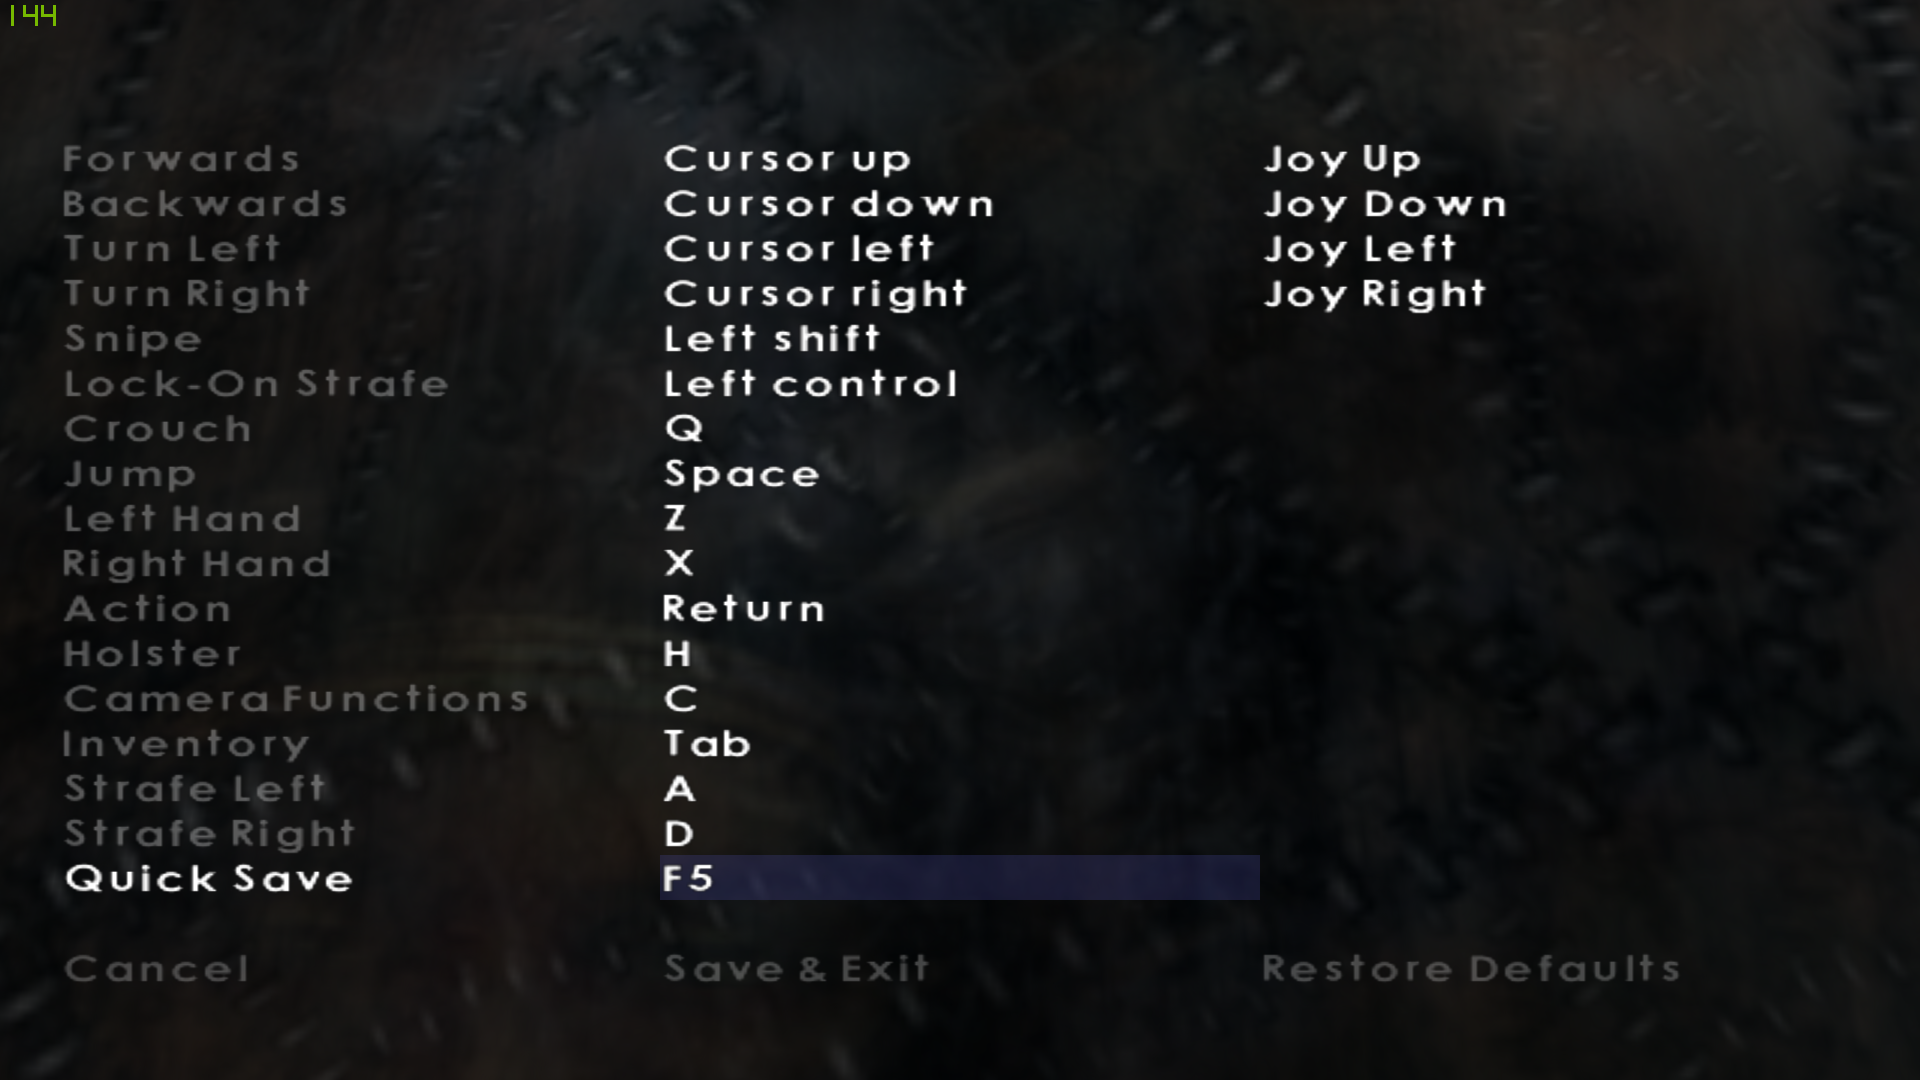 144
Forwards Cursor up Joy Up
Backwards Cursor down Joy Down
Turn Left Cursor left Joy Left
Turn Right Cursor right Joy Right
Snipe Left shift
Lock-On Strafe Left control
Crouch Q
Jump Space
Left Hand Z
Right Hand X
Action Return
Holster H
Camera Functions C
Inventory Tab
Strafe Left A
Strafe Right D
Quick Save F5
Cancel Save & Exit Restore Defaults